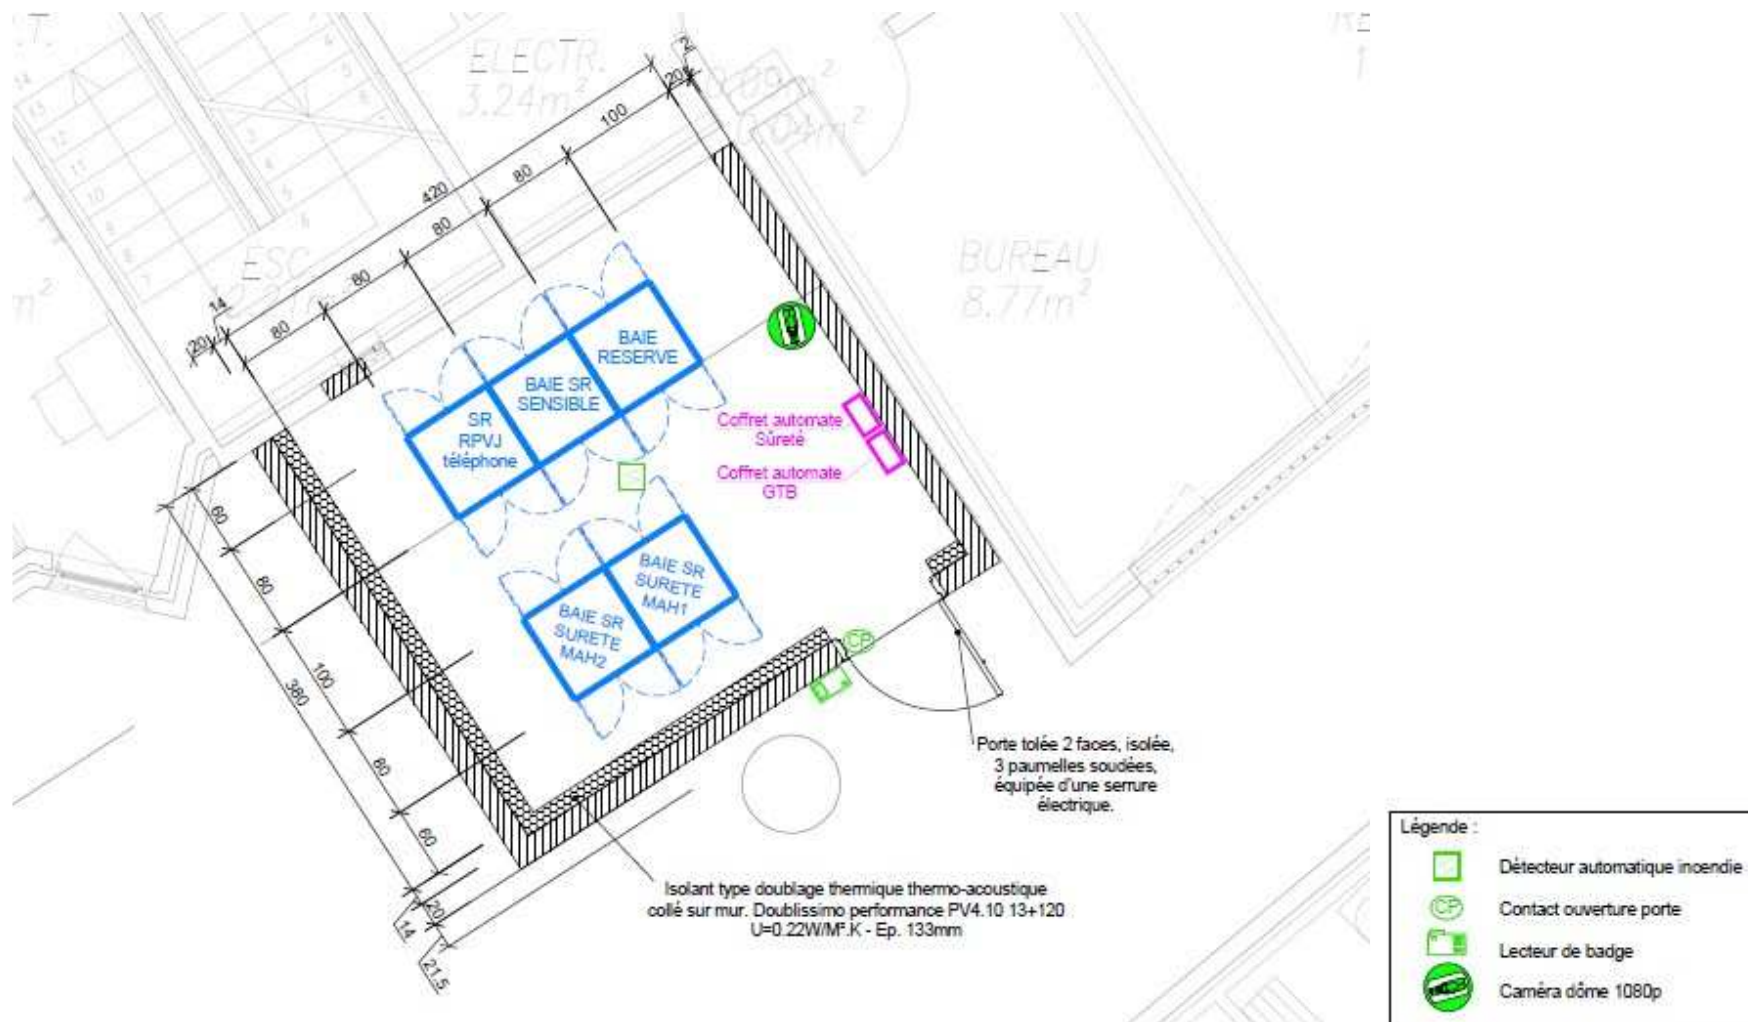 ELECTR.
3.24m²
ESC.
BUREAU
8.77m²
2
20
100
80
80
80
80
420
14
20
60
80
100
380
80
60
20
14
21.5
BAIE
RESERVE
BAIE SR
SENSIBLE
SR
RPVJ
téléphone
Coffret automate
Sûreté
Coffret automate
GTB
BAIE SR
SURETE
MAH1
BAIE SR
SURETE
MAH2
CP
Porte tolée 2 faces, isolée,
3 paumelles soudées,
équipée d'une serrure
électrique.
Isolant type doublage thermique thermo-acoustique
collé sur mur. Doublissimo performance PV4.10 13+120
U=0.22W/M².K - Ep. 133mm
Légende :
Détecteur automatique incendie
CP Contact ouverture porte
Lecteur de badge
Caméra dôme 1080p